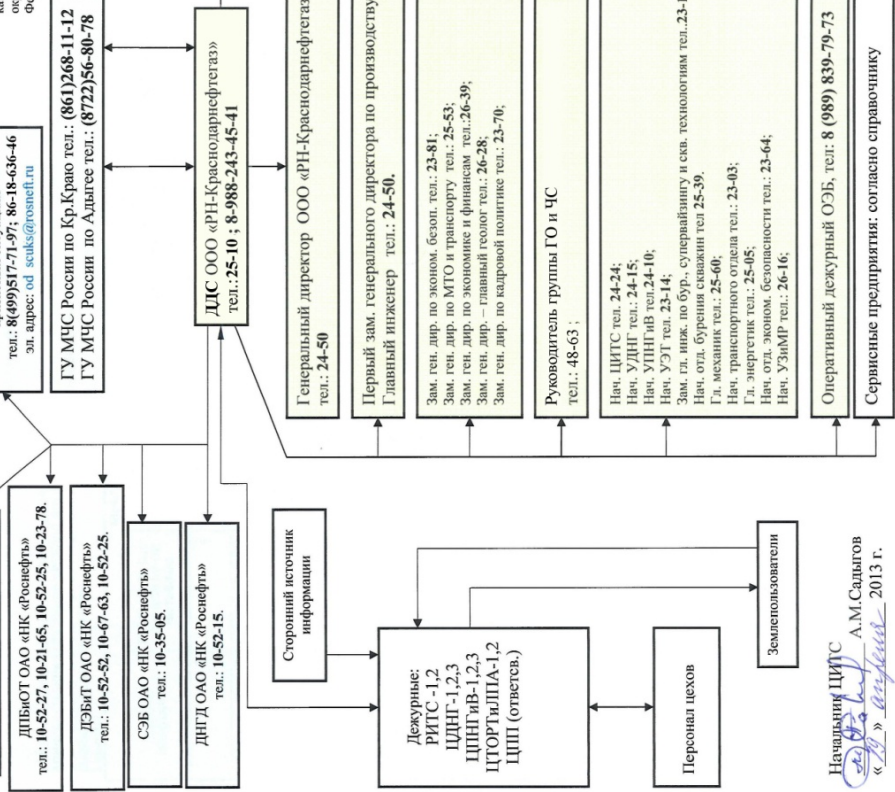 тел.: 8(499)517-71-97; 86-18-636-46
эл. адрес: od_scuks@rosneft.ru
ГУ МЧС России по Кр.Краю тел.: (861)268-11-12
ГУ МЧС России по Адыгее тел.: (8722)56-80-78
ДДС ООО «РН-Краснодарнефтегаз»
тел.:25-10 ; 8-988-243-45-41
Генеральный директор ООО «РН-Краснодарнефтегаз
тел.: 24-50
Первый зам. генерального директора по производству
Главный инженер тел.: 24-50.
Зам. ген. дир. по эконом. безоп. тел.: 23-81;
Зам. ген. дир. по МТО и транспорту тел.: 25-53;
Зам. ген. дир. по экономике и финансам тел.:26-39;
Зам. ген. дир. – главный геолог тел.: 26-28;
Зам. ген. дир. по кадровой политике тел.: 23-70;
Руководитель группы ГО и ЧС
тел.: 48-63 ;
Нач. ЦИТС тел. 24-24;
Нач. УДНГ тел.: 24-15;
Нач. УПНГиВ тел.24-10;
Нач. УЭТ тел. 23-14;
Зам. гл. инж. по бур., супервайзингу и скв. технологиям тел..23-1
Нач. отд. бурения скважин тел 25-39.
Гл. механик тел.: 25-60;
Нач. транспортного отдела тел.: 23-03;
Гл. энергетик тел.: 25-05;
Нач. отд. эконом. безопасности тел.: 23-64;
Нач. УЗиМР тел.: 26-16;
Оперативный дежурный ОЭБ, тел: 8 (989) 839-79-73
Сервисные предприятия: согласно справочнику
ДПБиОТ ОАО «НК «Роснефть»
тел.: 10-52-27, 10-21-65, 10-52-25, 10-23-78.
ДЭБиТ ОАО «НК «Роснефть»
тел.: 10-52-52, 10-67-63, 10-52-25.
СЭБ ОАО «НК «Роснефть»
тел.: 10-35-05.
ДНГД ОАО «НК «Роснефть»
тел.: 10-52-15.
Сторонний источник
информации
Дежурные:
РИТС -1,2
ЦДНГ-1,2,3
ЦППНГиВ-1,2,3
ЦТОРТиЛПА-1,2
ЦПП (ответсв.)
Персонал цехов
Землепользователи
Начальник ЦИТС
А.М.Садыгов
« 19 » апреля 2013 г.